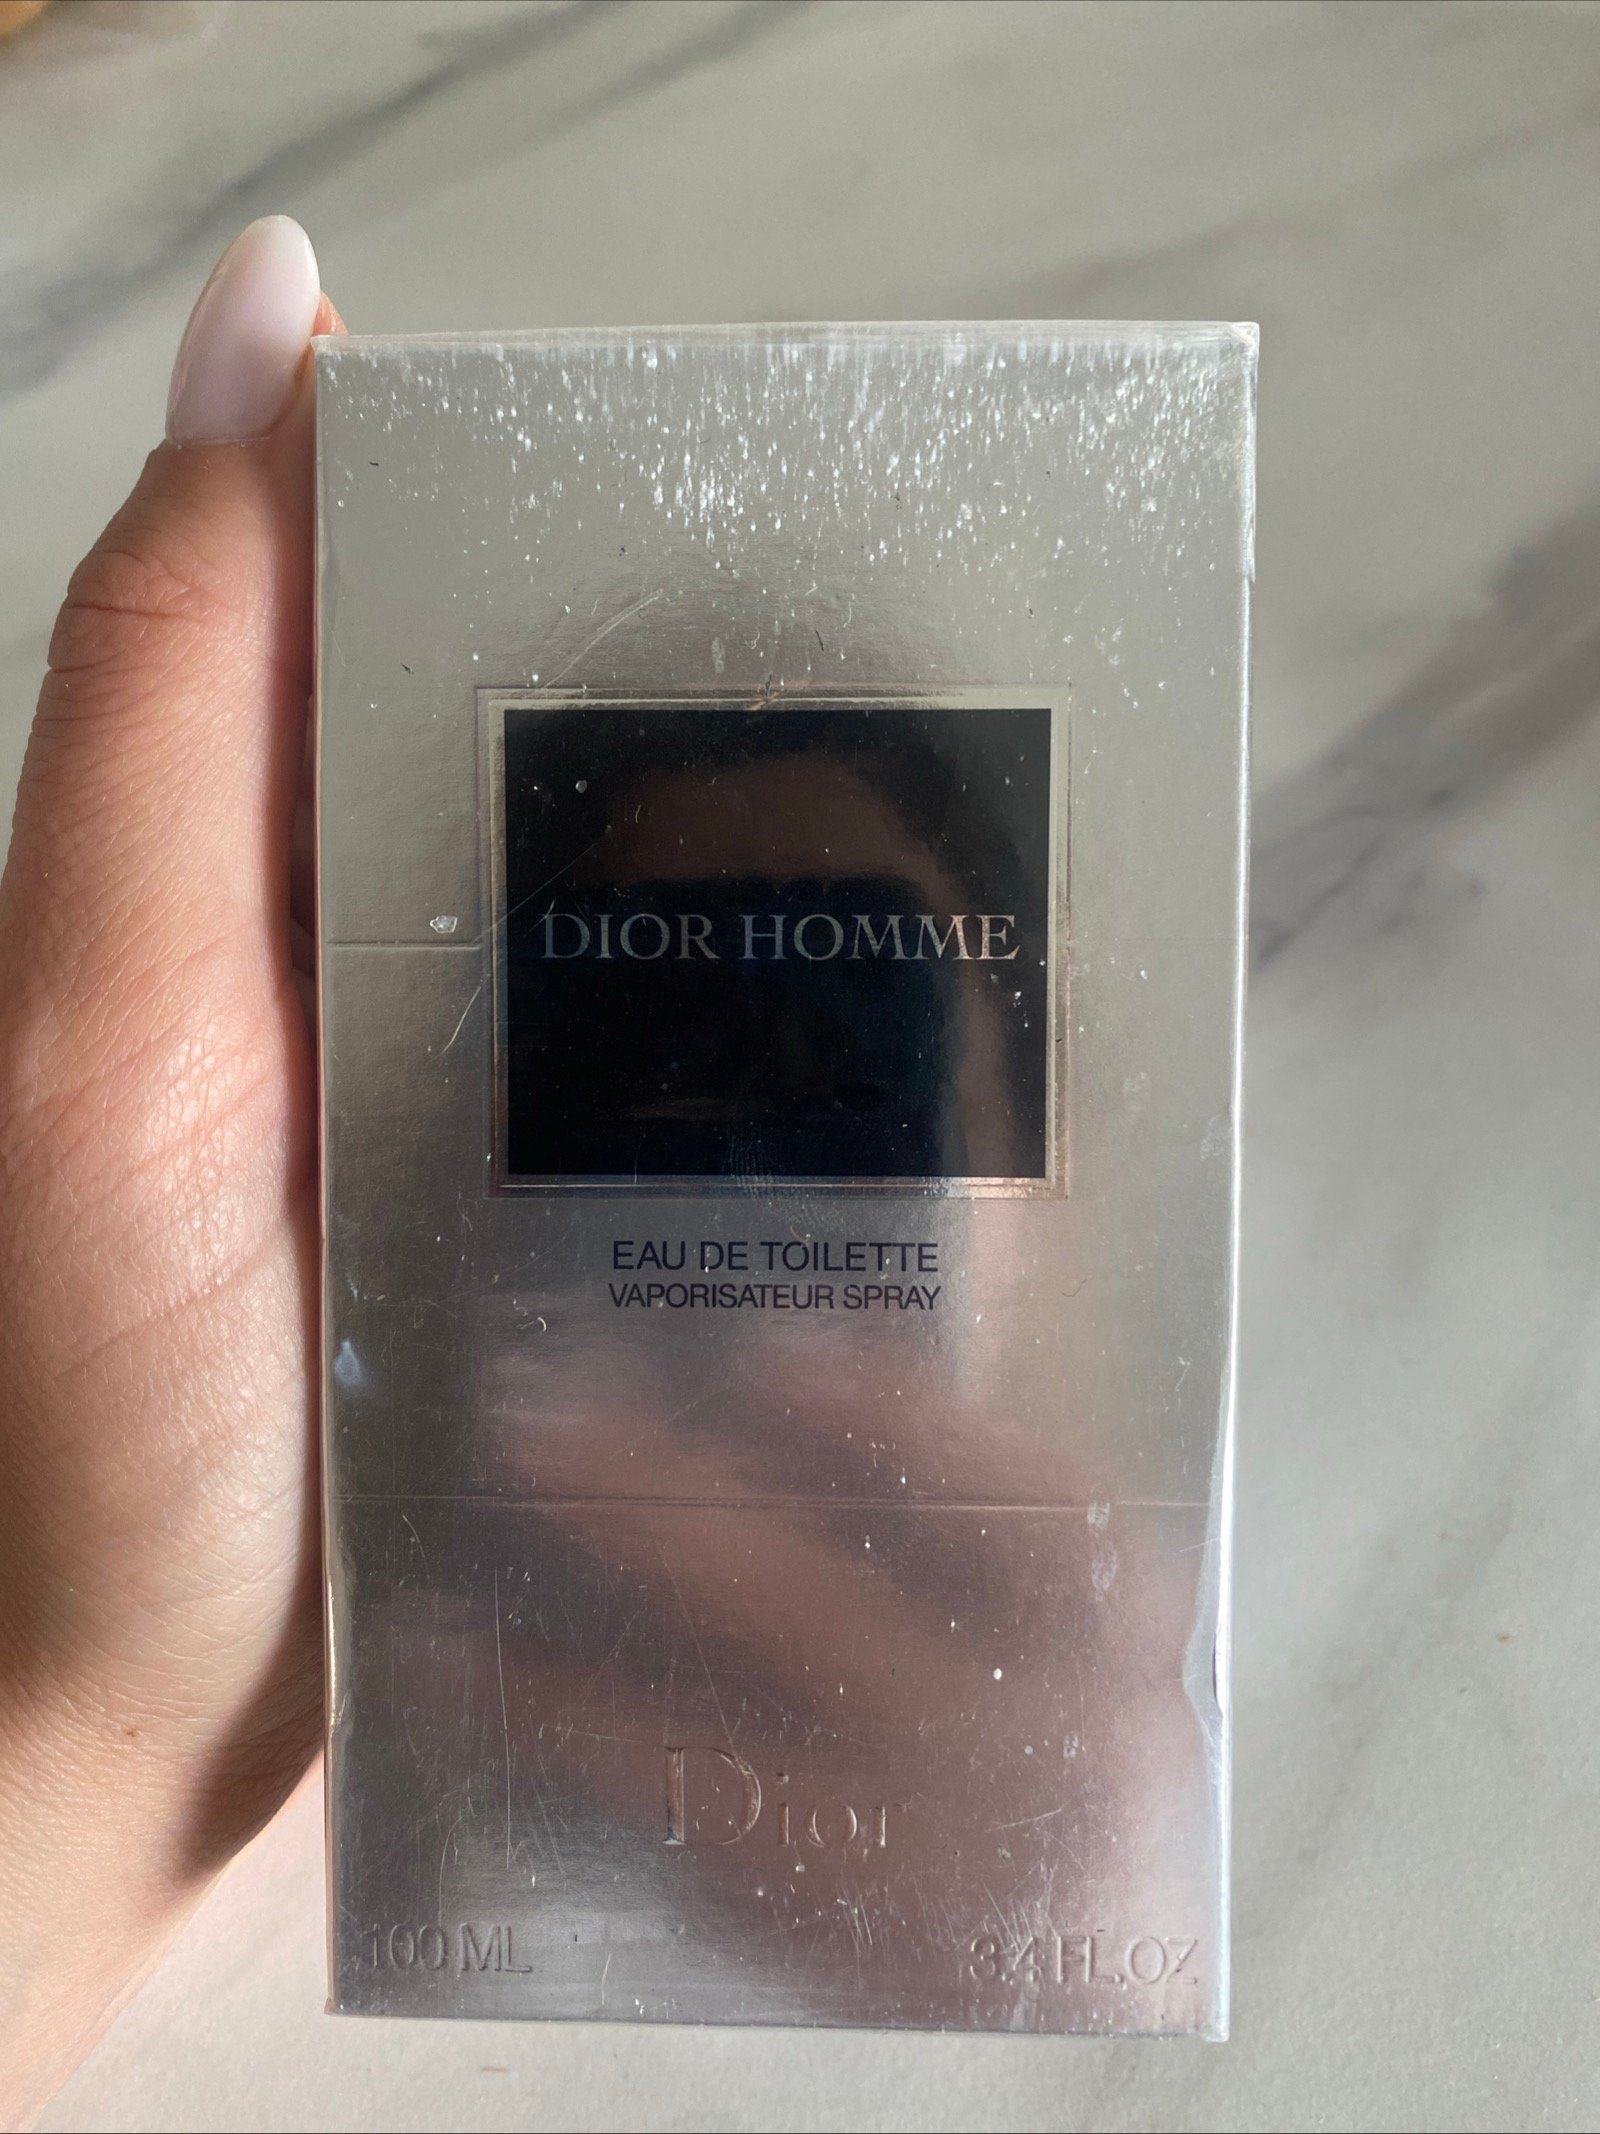 DIOR HOMME
EAU DE TOILETTE
VAPORISATEUR SPRAY
Dior
100 ML
3.4 FL.OZ